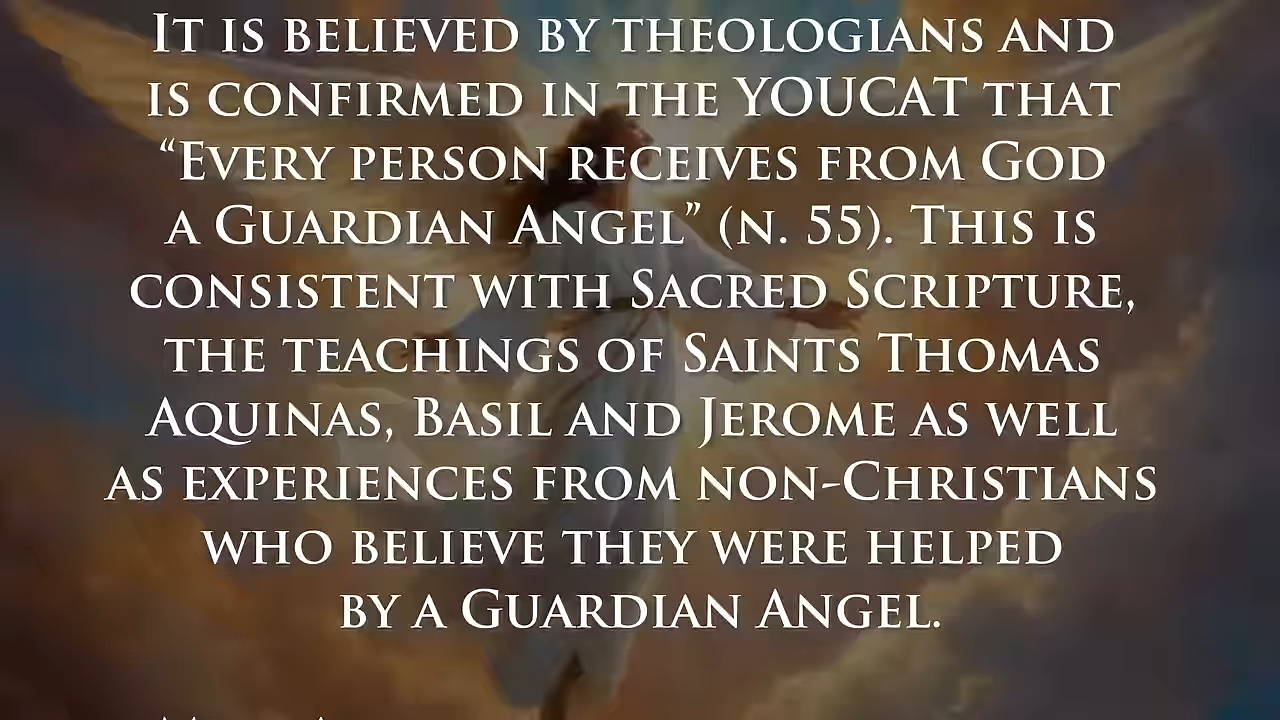 It is believed by theologians and
is confirmed in the YOUCAT that
“Every person receives from God
a Guardian Angel” (n. 55). This is
consistent with Sacred Scripture,
the teachings of Saints Thomas
Aquinas, Basil and Jerome as well
as experiences from non-Christians
who believe they were helped
by a Guardian Angel.